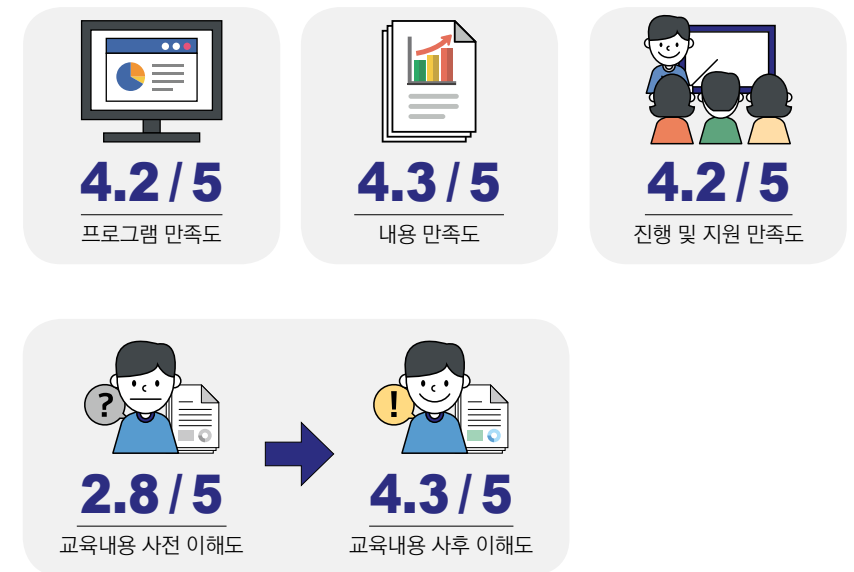 4.2 / 5
프로그램 만족도
4.3 / 5
내용 만족도
4.2 / 5
진행 및 지원 만족도
?
2.8 / 5
교육내용 사전 이해도
!
4.3 / 5
교육내용 사후 이해도